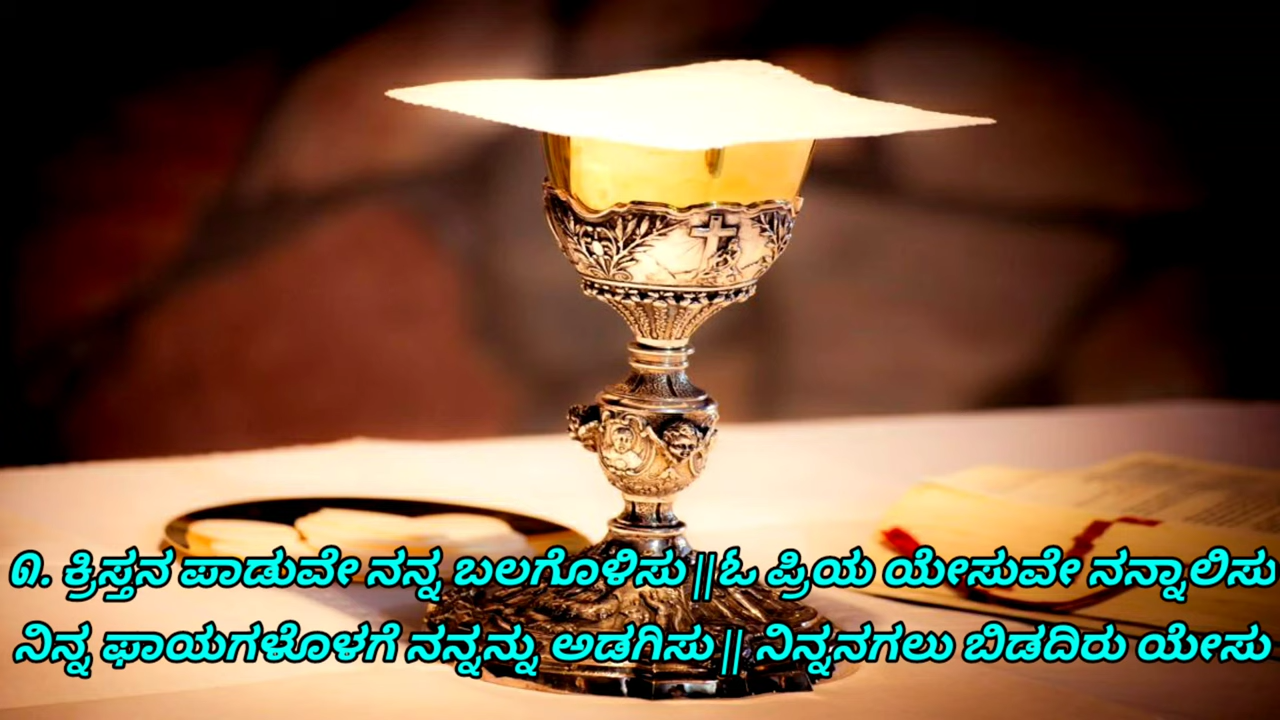 ೧. ಕ್ರಿಸ್ತನ ಪಾಡುವೇ ನನ್ನ ಬಲಗೊಳಿಸು||ಓ ಪ್ರಿಯ ಯೇಸುವೇ ನನ್ನಾಲಿಸು
ನಿನ್ನ ಘಾಯಗಳೊಳಗೆ ನನ್ನನ್ನು ಅಡಗಿಸು|| ನಿನ್ನನಗಲು ಬಿಡದಿರು ಯೇಸು